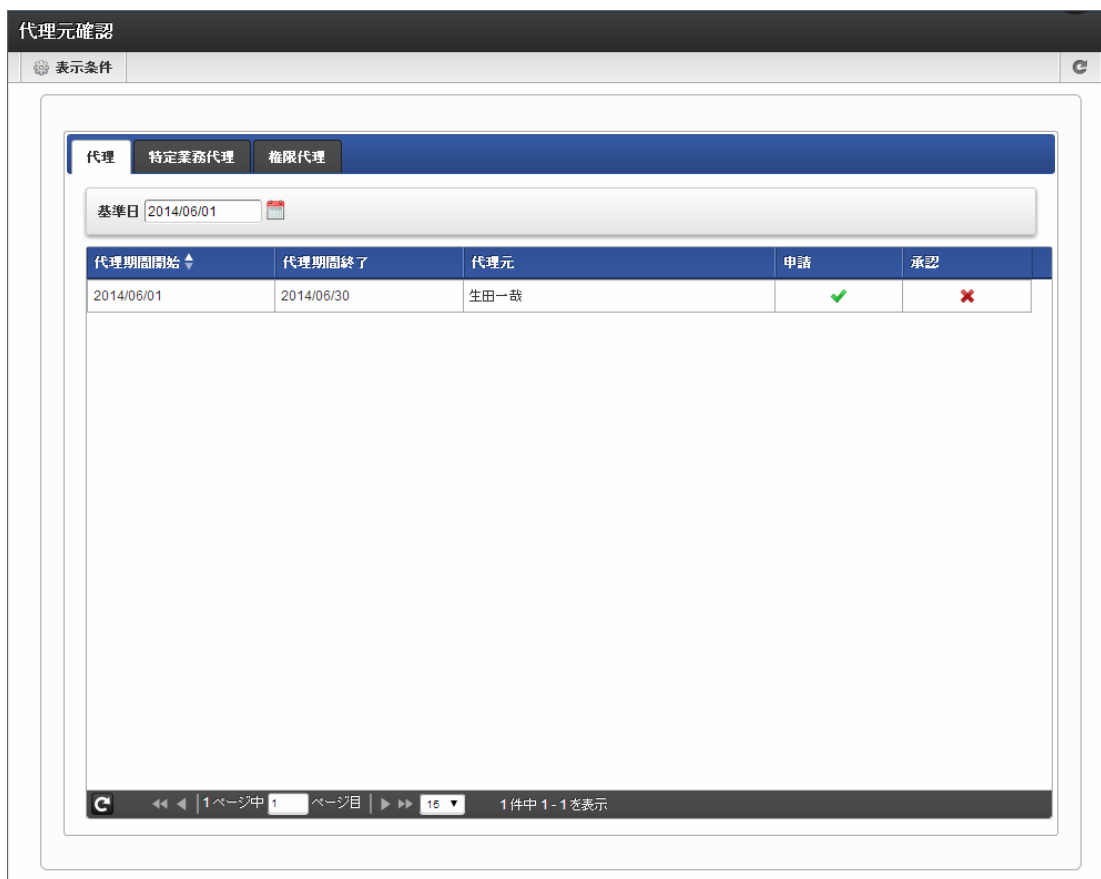 代理元確認
表示条件
代理 特定業務代理 権限代理
基準日 2014/06/01
代理期間開始 代理期間終了 代理元 申請 承認
2014/06/01 2014/06/30 生田一哉
1ページ中 1 ページ目 15 1件中 1 - 1 を表示